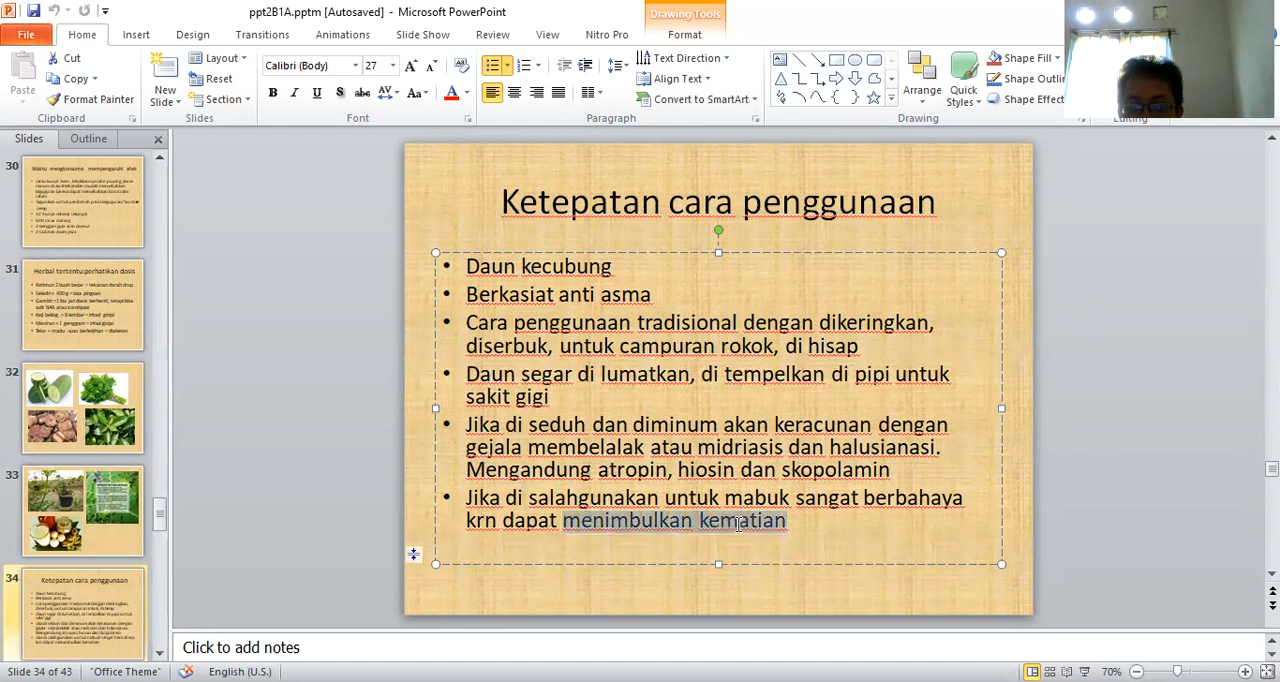 ppt2B1A.pptm [Autosaved] - Microsoft PowerPoint
Drawing Tools
File Home Insert Design Transitions Animations Slide Show Review View Nitro Pro Format
Paste
Cut
Copy
Format Painter
Clipboard
New Slide
Layout
Reset
Section
Slides
Calibri (Body) 27
Font
Text Direction
Align Text
Convert to SmartArt
Paragraph
Arrange
Quick Styles
Shape Fill
Shape Outli
Shape Effect
Drawing
Editing
Slides Outline
30
31
Herbal tertentu:perhatikan dosis
32
33
34
Ketepatan cara penggunaan
Ketepatan cara penggunaan
• Daun kecubung
• Berkasiat anti asma
• Cara penggunaan tradisional dengan dikeringkan,
diserbuk, untuk campuran rokok, di hisap
• Daun segar di lumatkan, di tempelkan di pipi untuk
sakit gigi
• Jika di seduh dan diminum akan keracunan dengan
gejala membelalak atau midriasis dan halusianasi.
Mengandung atropin, hiosin dan skopolamin
• Jika di salahgunakan untuk mabuk sangat berbahaya
krn dapat menimbulkan kematian
Click to add notes
Slide 34 of 43 "Office Theme" English (U.S.) 70%